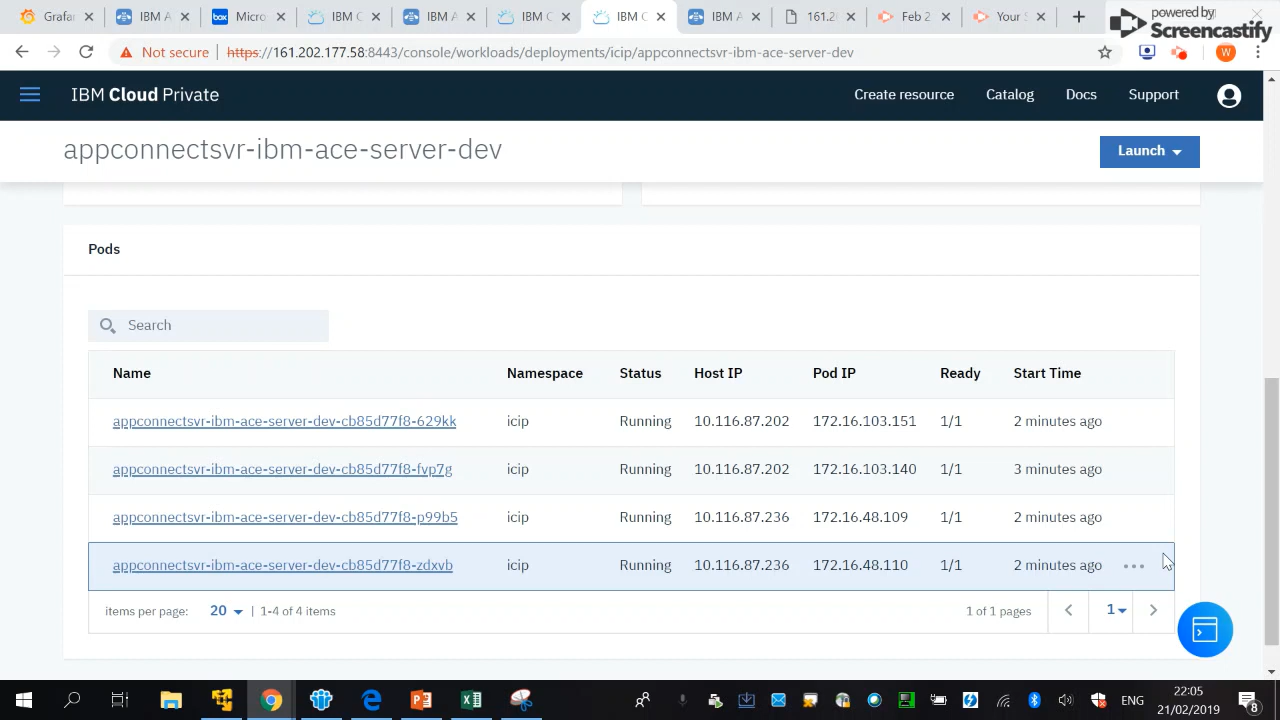 Grafan
IBM A
Micro
IBM C
IBM A
IBM C
IBM C
IBM A
161.2
Feb 2
Your S
powered by
Screencastify
Not secure
https://161.202.177.58:8443/console/workloads/deployments/icip/appconnectsvr-ibm-ace-server-dev
W
IBM Cloud Private
Create resource
Catalog
Docs
Support
appconnectsvr-ibm-ace-server-dev
Launch
Pods
Search
Name Namespace Status Host IP Pod IP Ready Start Time
appconnectsvr-ibm-ace-server-dev-cb85d77f8-629kk icip Running 10.116.87.202 172.16.103.151 1/1 2 minutes ago
appconnectsvr-ibm-ace-server-dev-cb85d77f8-fvp7g icip Running 10.116.87.202 172.16.103.140 1/1 3 minutes ago
appconnectsvr-ibm-ace-server-dev-cb85d77f8-p99b5 icip Running 10.116.87.236 172.16.48.109 1/1 2 minutes ago
appconnectsvr-ibm-ace-server-dev-cb85d77f8-zdxvb icip Running 10.116.87.236 172.16.48.110 1/1 2 minutes ago
items per page: 20 | 1-4 of 4 items
1 of 1 pages
1
ENG
22:05
21/02/2019
8